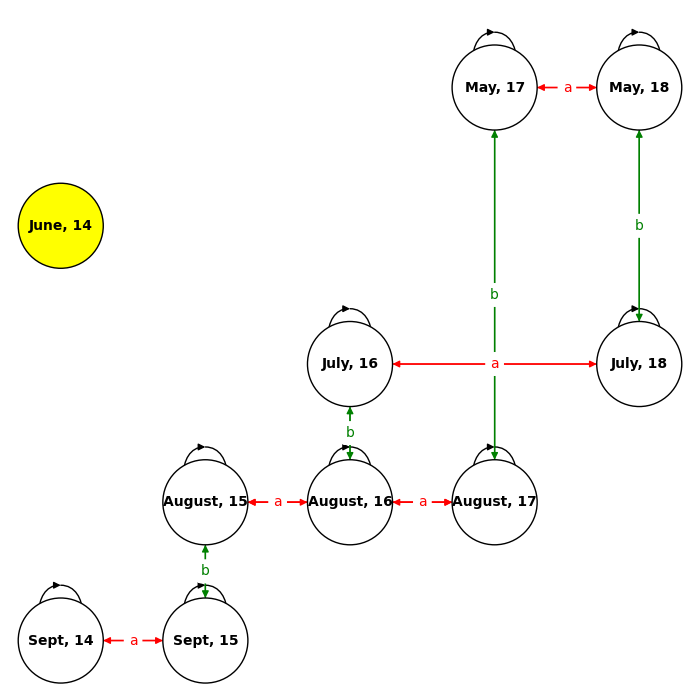 May, 17
a
May, 18
June, 14
b
b
July, 16
a
July, 18
b
August, 15
a
August, 16
a
August, 17
b
Sept, 14
a
Sept, 15